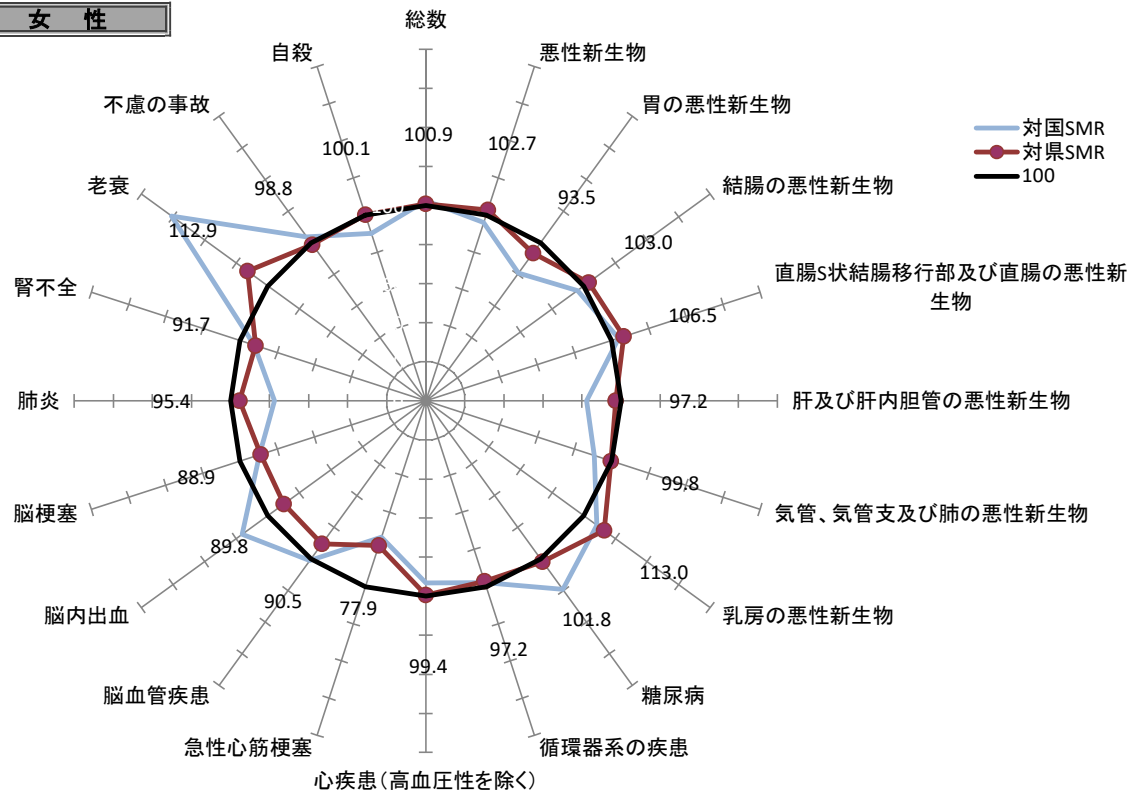 女 性
総数
自殺
悪性新生物
不慮の事故
胃の悪性新生物
対国SMR
対県SMR
100
100.9
100.1
102.7
老衰
98.8
93.5
結腸の悪性新生物
100
112.9
103.0
腎不全
直腸S状結腸移行部及び直腸の悪性新
生物
91.7
106.5
肺炎
95.4
97.2
肝及び肝内胆管の悪性新生物
脳梗塞
88.9
99.8
気管、気管支及び肺の悪性新生物
脳内出血
89.8
113.0
乳房の悪性新生物
90.5
77.9
101.8
97.2
99.4
脳血管疾患
糖尿病
急性心筋梗塞
循環器系の疾患
心疾患(高血圧性を除く)